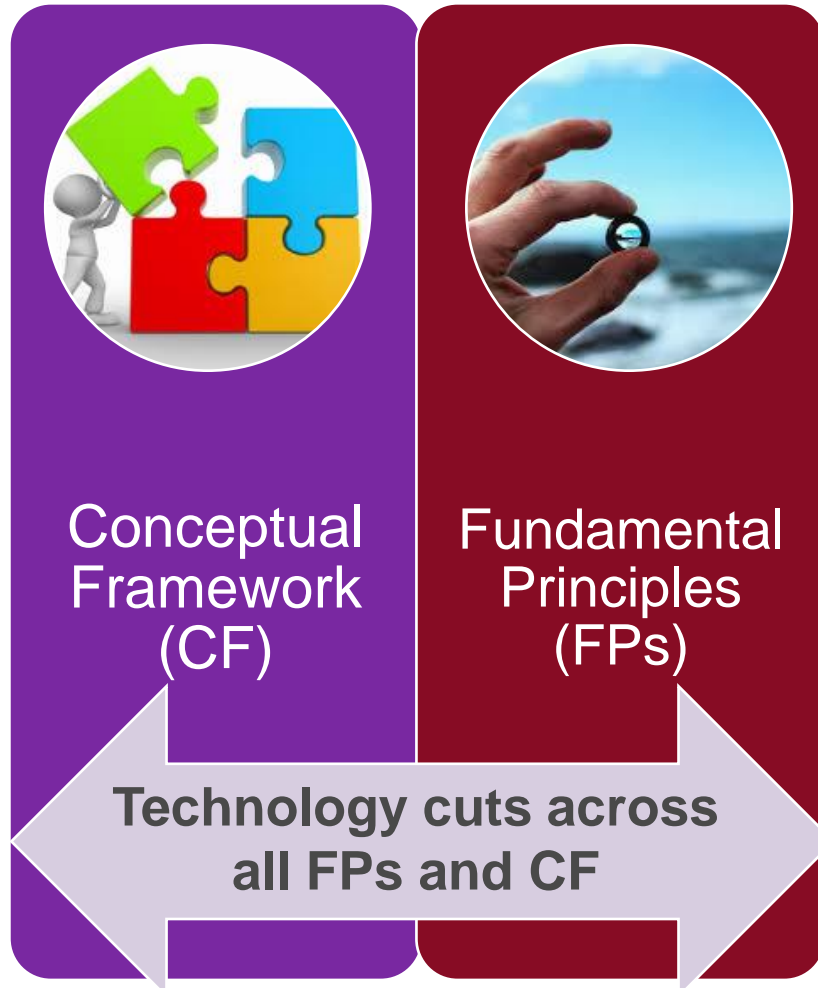 Conceptual
Framework
(CF)
Fundamental
Principles
(FPs)
Technology cuts across
all FPs and CF